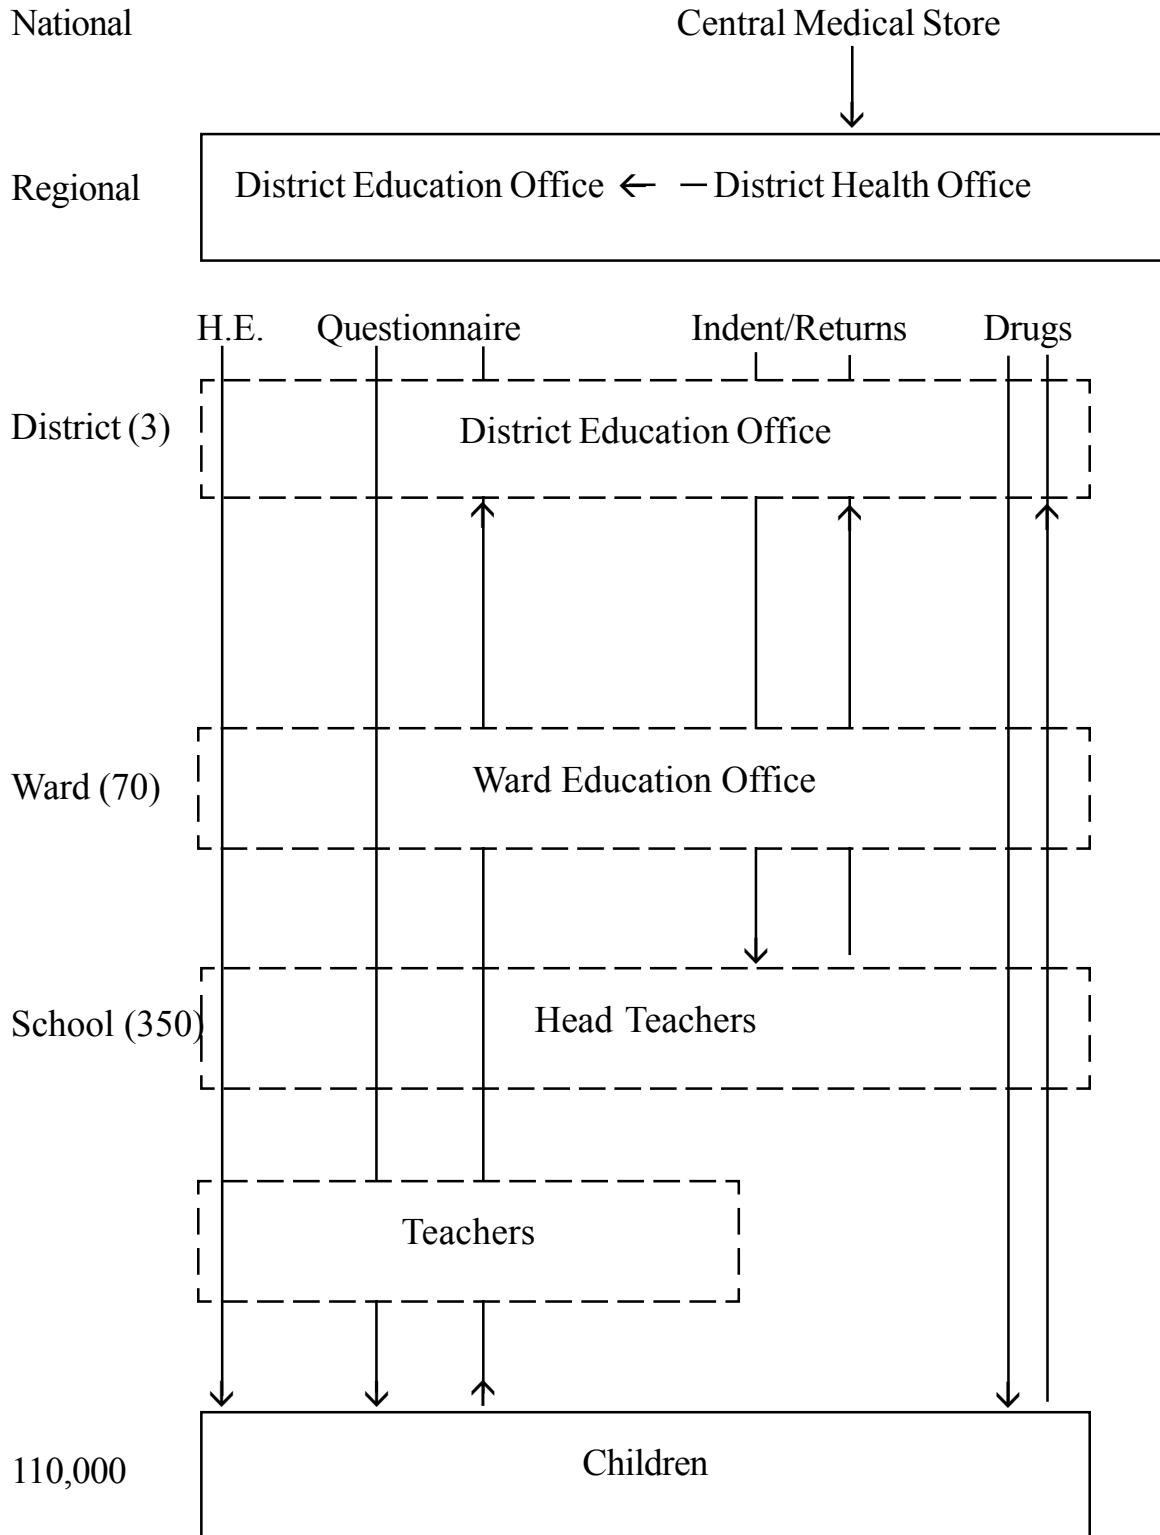 National
Central Medical Store
Regional
District Education Office
District Health Office
H.E.
Questionnaire
Indent/Returns
Drugs
District (3)
District Education Office
Ward (70)
Ward Education Office
School (350)
Head Teachers
Teachers
110,000
Children